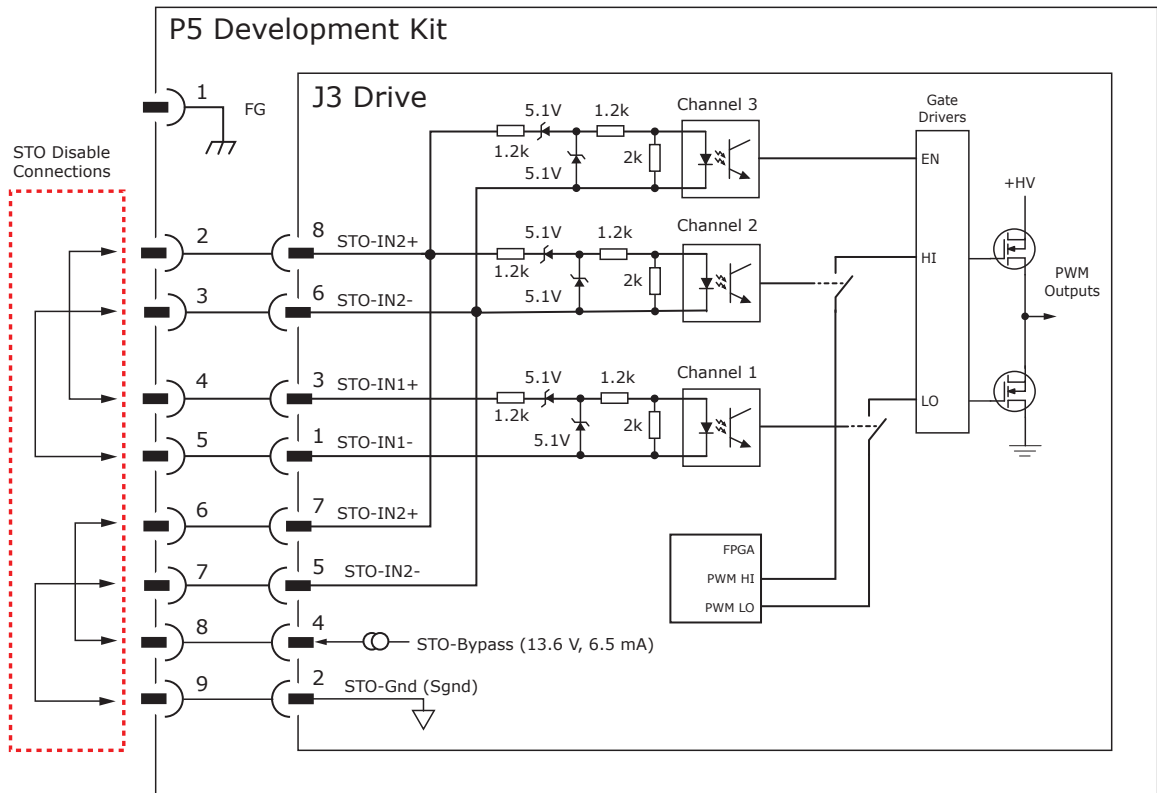 P5 Development Kit
1
FG
J3 Drive
STO Disable
Connections
5.1V
1.2k
Channel 3
1.2k
5.1V
2k
Gate
Drivers
EN
+HV
2
8
STO-IN2+
5.1V
1.2k
Channel 2
1.2k
5.1V
2k
HI
PWM
Outputs
3
6
STO-IN2-
4
3
STO-IN1+
5.1V
1.2k
Channel 1
1.2k
5.1V
2k
LO
5
1
STO-IN1-
6
7
STO-IN2+
FPGA
PWM HI
PWM LO
7
5
STO-IN2-
8
4
STO-Bypass (13.6 V, 6.5 mA)
9
2
STO-Gnd (Sgnd)